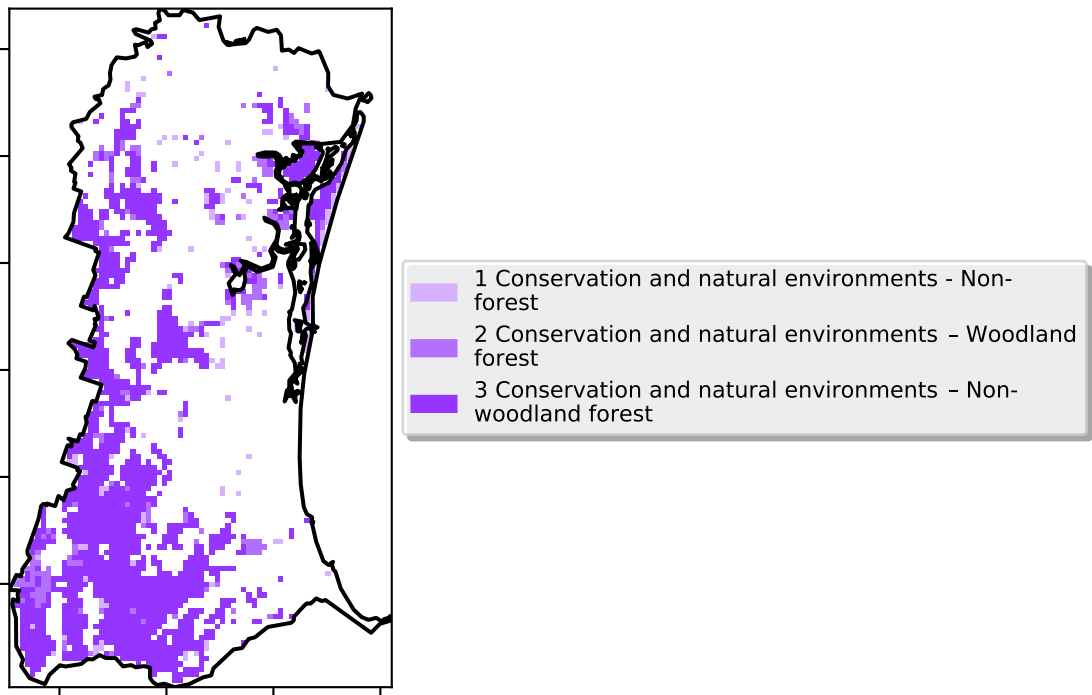 1 Conservation and natural environments - Non-
forest
2 Conservation and natural environments – Woodland
forest
3 Conservation and natural environments – Non-
woodland forest